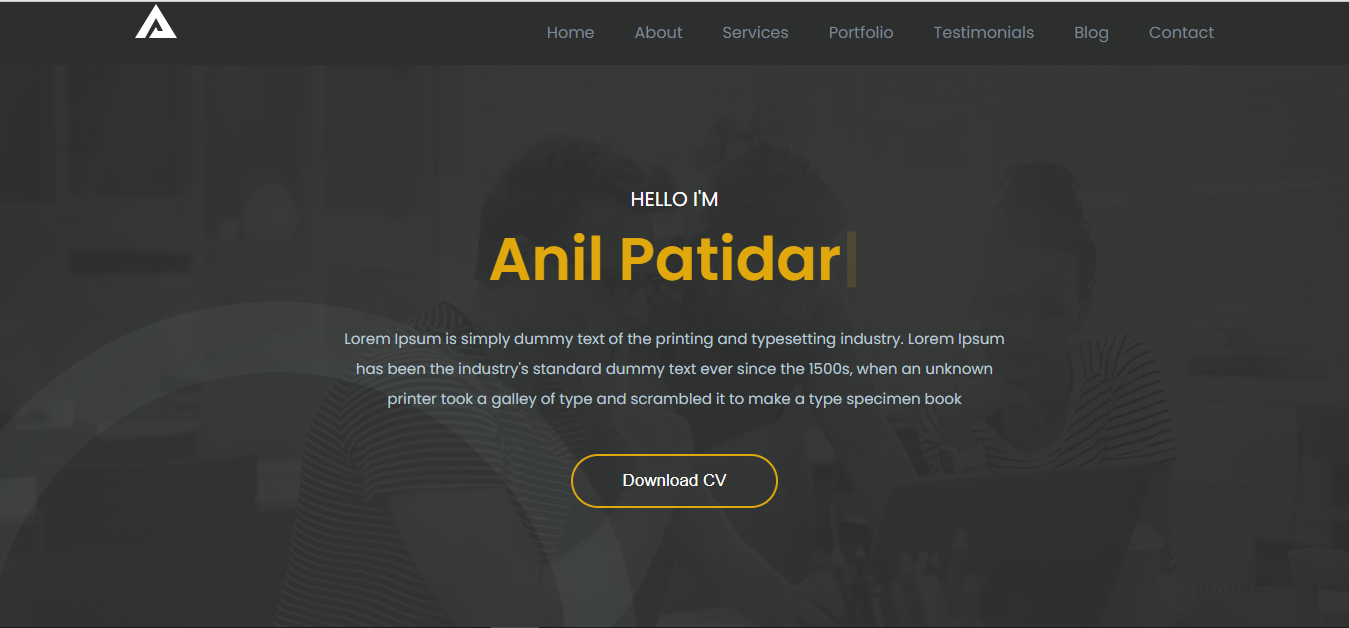 Home About Services Portfolio Testimonials Blog Contact
HELLO I'M
Anil Patidar
Lorem Ipsum is simply dummy text of the printing and typesetting industry. Lorem Ipsum
has been the industry's standard dummy text ever since the 1500s, when an unknown
printer took a galley of type and scrambled it to make a type specimen book
Download CV